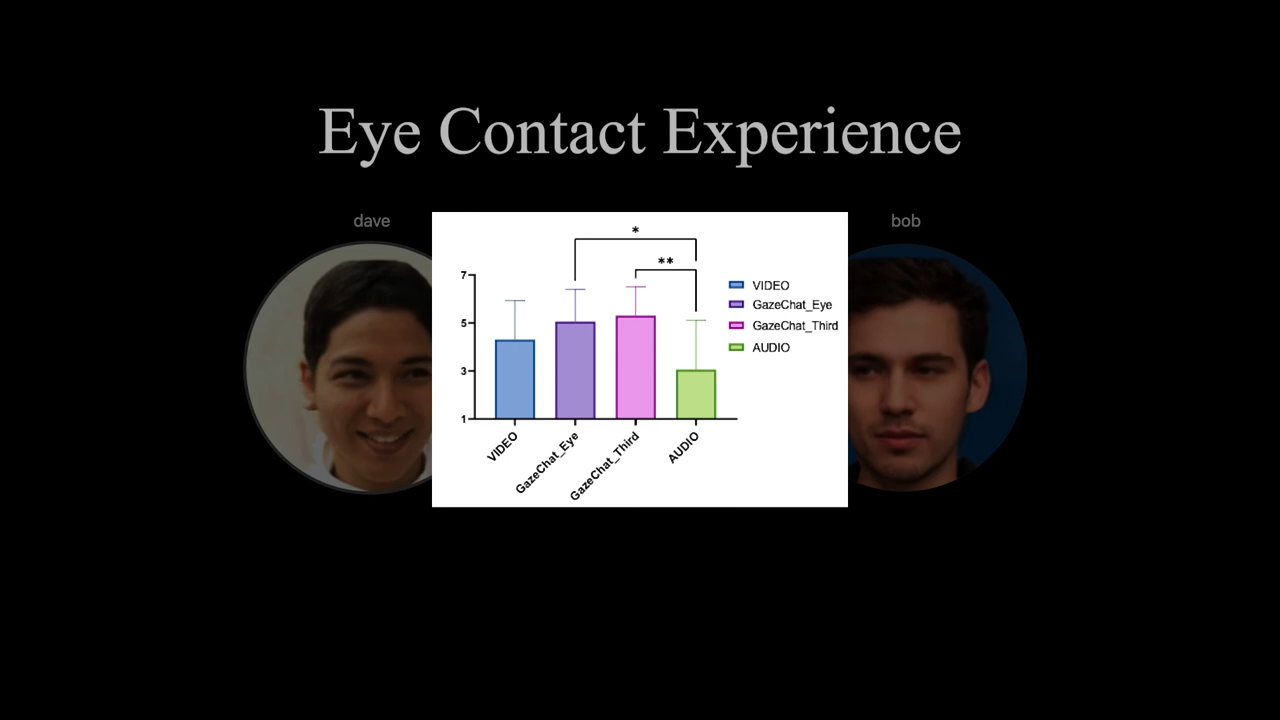 Eye Contact Experience
dave
bob
*
**
7
5
3
1
VIDEO
GazeChat_Eye
GazeChat_Third
AUDIO
VIDEO
GazeChat_Eye
GazeChat_Third
AUDIO